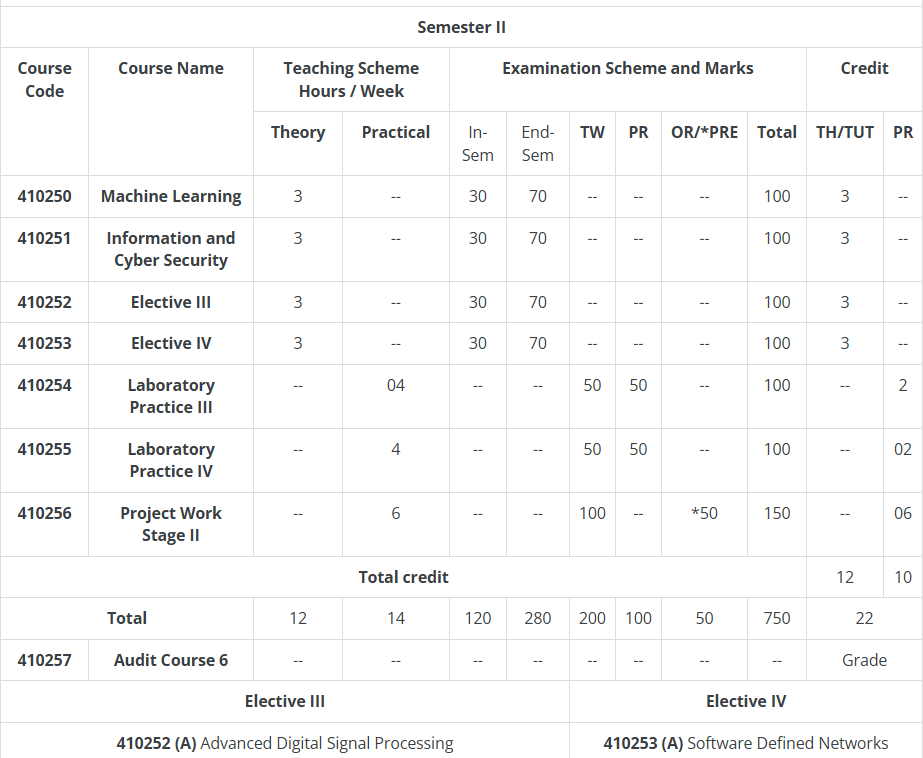 Semester II
Course Code | Course Name | Teaching Scheme Hours / Week | Examination Scheme and Marks | Credit
Theory | Practical | In-Sem | End-Sem | TW | PR | OR/*PRE | Total | TH/TUT | PR
410250 | Machine Learning | 3 | -- | 30 | 70 | -- | -- | -- | 100 | 3 | --
410251 | Information and Cyber Security | 3 | -- | 30 | 70 | -- | -- | -- | 100 | 3 | --
410252 | Elective III | 3 | -- | 30 | 70 | -- | -- | -- | 100 | 3 | --
410253 | Elective IV | 3 | -- | 30 | 70 | -- | -- | -- | 100 | 3 | --
410254 | Laboratory Practice III | -- | 04 | -- | -- | 50 | 50 | -- | 100 | -- | 2
410255 | Laboratory Practice IV | -- | 4 | -- | -- | 50 | 50 | -- | 100 | -- | 02
410256 | Project Work Stage II | -- | 6 | -- | -- | 100 | -- | *50 | 150 | -- | 06
Total credit | 12 | 10
Total | 12 | 14 | 120 | 280 | 200 | 100 | 50 | 750 | 22
410257 | Audit Course 6 | -- | -- | -- | -- | -- | -- | -- | -- | Grade
Elective III | Elective IV
410252 (A) Advanced Digital Signal Processing | 410253 (A) Software Defined Networks